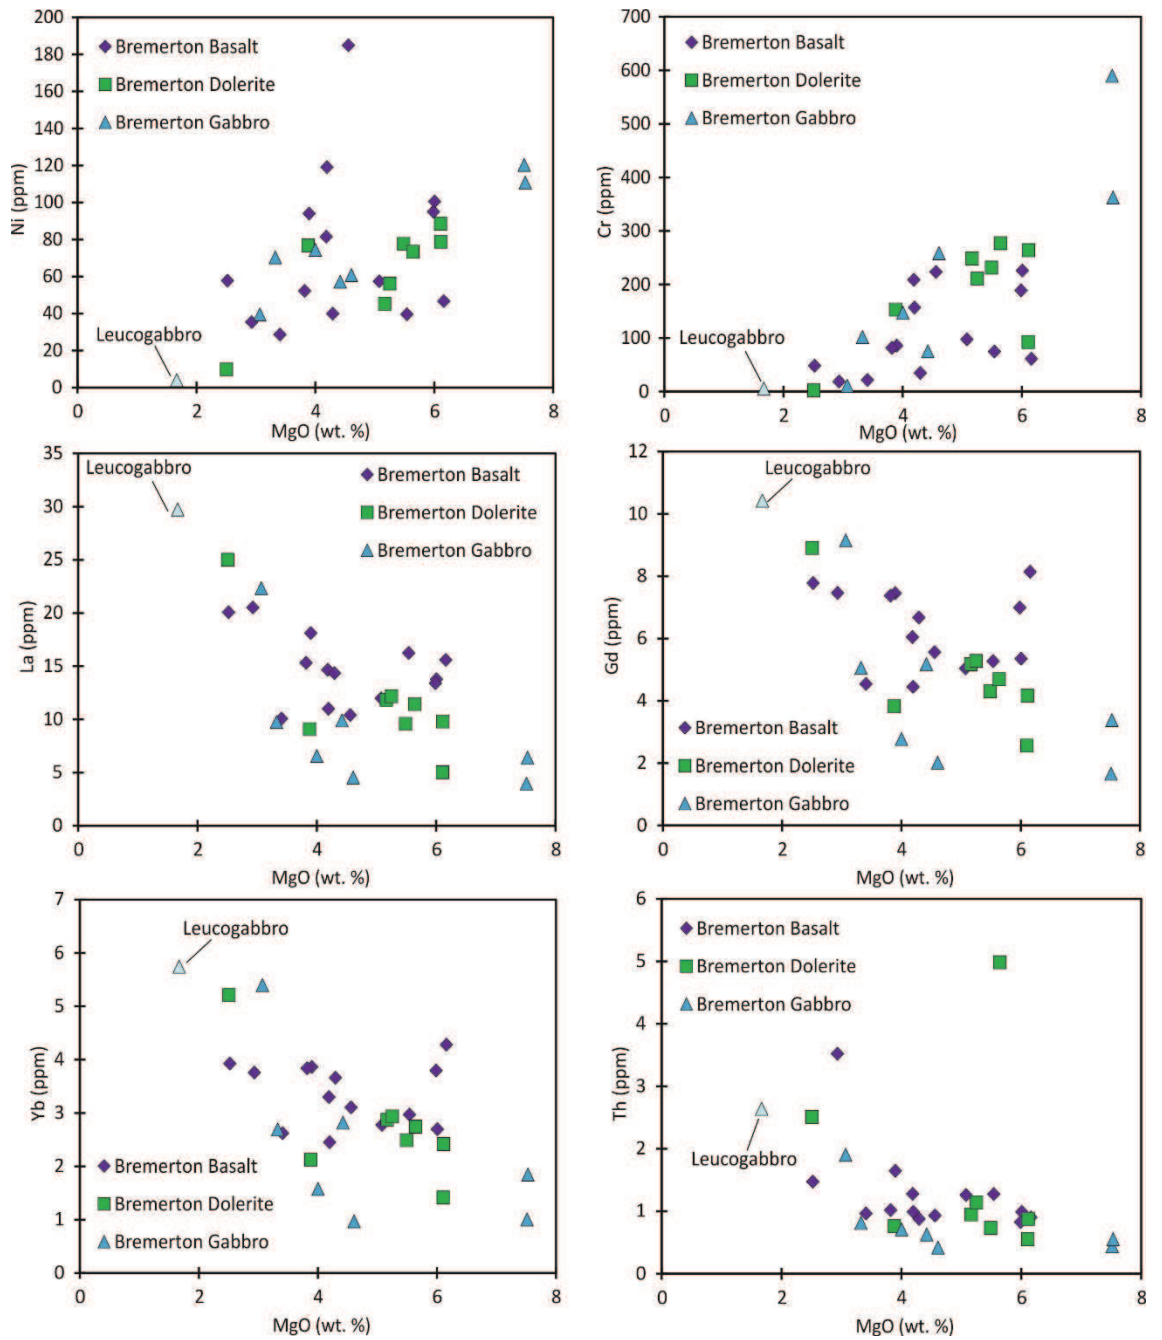 200
180
160
140
120
100
80
60
40
20
0
Ni (ppm)
Bremerton Basalt
Bremerton Dolerite
Bremerton Gabbro
Leucogabbro
0 2 4 6 8
MgO (wt. %)
700
600
500
400
300
200
100
0
Cr (ppm)
Bremerton Basalt
Bremerton Dolerite
Bremerton Gabbro
Leucogabbro
0 2 4 6 8
MgO (wt. %)
35
30
25
20
15
10
5
0
La (ppm)
Leucogabbro
Bremerton Basalt
Bremerton Dolerite
Bremerton Gabbro
0 2 4 6 8
MgO (wt. %)
12
10
8
6
4
2
0
Gd (ppm)
Leucogabbro
Bremerton Basalt
Bremerton Dolerite
Bremerton Gabbro
0 2 4 6 8
MgO (wt. %)
7
6
5
4
3
2
1
0
Yb (ppm)
Leucogabbro
Bremerton Basalt
Bremerton Dolerite
Bremerton Gabbro
0 2 4 6 8
MgO (wt. %)
6
5
4
3
2
1
0
Th (ppm)
Bremerton Basalt
Bremerton Dolerite
Bremerton Gabbro
Leucogabbro
0 2 4 6 8
MgO (wt. %)